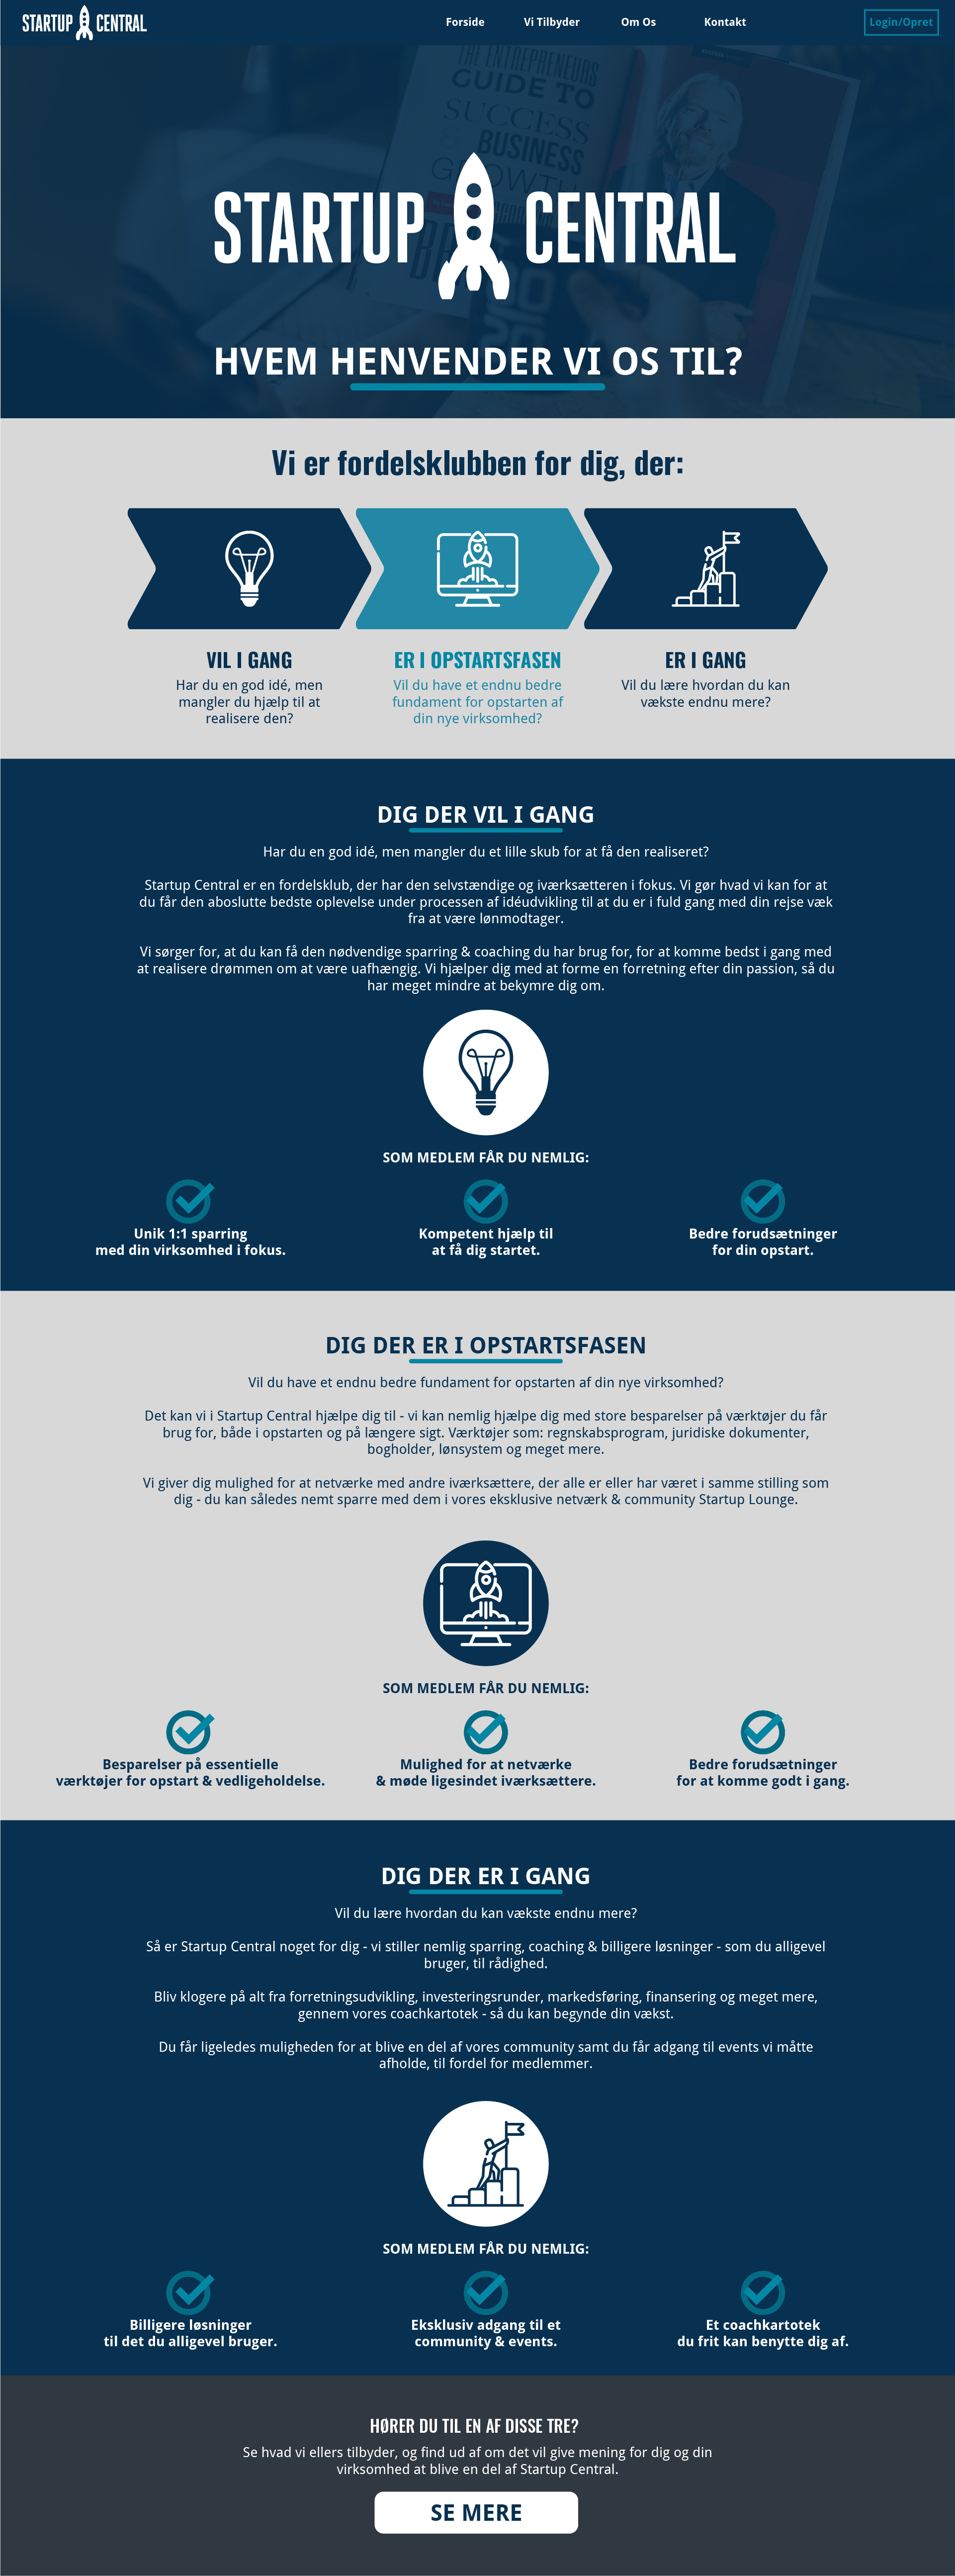 STARTUP CENTRAL
Forside
Vi Tilbyder
Om Os
Kontakt
Login/Opret
THE ENTREPRENEURS
GUIDE TO
SUCCESS
BUSINESS
GROWTH
STARTUP CENTRAL
HVEM HENVENDER VI OS TIL?
Vi er fordelsklubben for dig, der:
VIL I GANG
Har du en god idé, men
mangler du hjælp til at
realisere den?
ER I OPSTARTSFASEN
Vil du have et endnu bedre
fundament for opstarten af
din nye virksomhed?
ER I GANG
Vil du lære hvordan du kan
vækste endnu mere?
DIG DER VIL I GANG
Har du en god idé, men mangler du et lille skub for at få den realiseret?
Startup Central er en fordelsklub, der har den selvstændige og iværksætteren i fokus. Vi gør hvad vi kan for at
du får den aboslutte bedste oplevelse under processen af idéudvikling til at du er i fuld gang med din rejse væk
fra at være lønmodtager.
Vi sørger for, at du kan få den nødvendige sparring & coaching du har brug for, for at komme bedst i gang med
at realisere drømmen om at være uafhængig. Vi hjælper dig med at forme en forretning efter din passion, så du
har meget mindre at bekymre dig om.
SOM MEDLEM FÅR DU NEMLIG:
Unik 1:1 sparring
med din virksomhed i fokus.
Kompetent hjælp til
at få dig startet.
Bedre forudsætninger
for din opstart.
DIG DER ER I OPSTARTSFASEN
Vil du have et endnu bedre fundament for opstarten af din nye virksomhed?
Det kan vi i Startup Central hjælpe dig til - vi kan nemlig hjælpe dig med store besparelser på værktøjer du får
brug for, både i opstarten og på længere sigt. Værktøjer som: regnskabsprogram, juridiske dokumenter,
bogholder, lønsystem og meget mere.
Vi giver dig mulighed for at netværke med andre iværksættere, der alle er eller har været i samme stilling som
dig - du kan således nemt sparre med dem i vores eksklusive netværk & community Startup Lounge.
SOM MEDLEM FÅR DU NEMLIG:
Besparelser på essentielle
værktøjer for opstart & vedligeholdelse.
Mulighed for at netværke
& møde ligesindet iværksættere.
Bedre forudsætninger
for at komme godt i gang.
DIG DER ER I GANG
Vil du lære hvordan du kan vækste endnu mere?
Så er Startup Central noget for dig - vi stiller nemlig sparring, coaching & billigere løsninger - som du alligevel
bruger, til rådighed.
Bliv klogere på alt fra forretningsudvikling, investeringsrunder, markedsføring, finansering og meget mere,
gennem vores coachkartotek - så du kan begynde din vækst.
Du får ligeledes muligheden for at blive en del af vores community samt du får adgang til events vi måtte
afholde, til fordel for medlemmer.
SOM MEDLEM FÅR DU NEMLIG:
Billigere løsninger
til det du alligevel bruger.
Eksklusiv adgang til et
community & events.
Et coachkartotek
du frit kan benytte dig af.
HØRER DU TIL EN AF DISSE TRE?
Se hvad vi ellers tilbyder, og find ud af om det vil give mening for dig og din
virksomhed at blive en del af Startup Central.
SE MERE